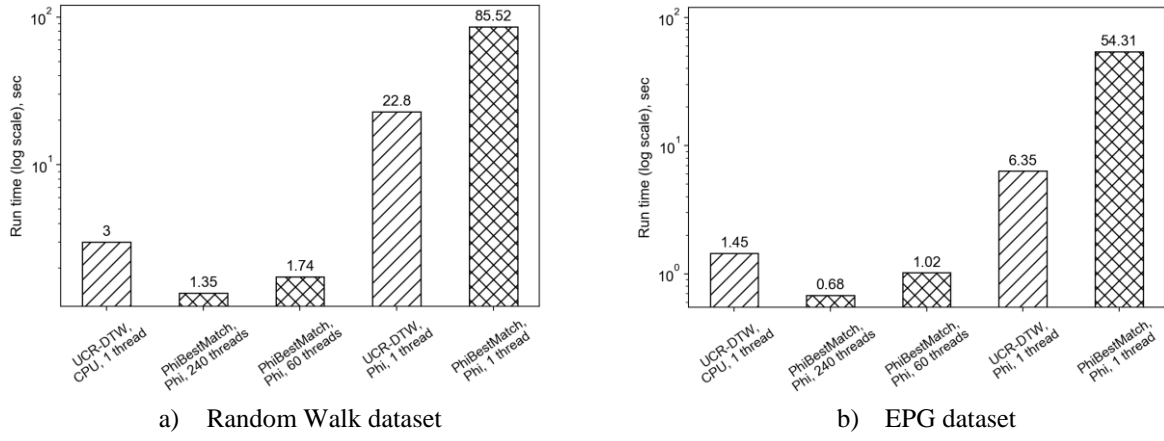 10²
10¹
Run time (log scale), sec
3
1.35
1.74
22.8
85.52
UCR-DTW,
CPU, 1 thread
PhiBestMatch,
Phi, 240 threads
PhiBestMatch,
Phi, 60 threads
UCR-DTW,
Phi, 1 thread
PhiBestMatch,
Phi, 1 thread
a) Random Walk dataset
10²
10¹
10⁰
Run time (log scale), sec
1.45
0.68
1.02
6.35
54.31
UCR-DTW,
CPU, 1 thread
PhiBestMatch,
Phi, 240 threads
PhiBestMatch,
Phi, 60 threads
UCR-DTW,
Phi, 1 thread
PhiBestMatch,
Phi, 1 thread
b) EPG dataset